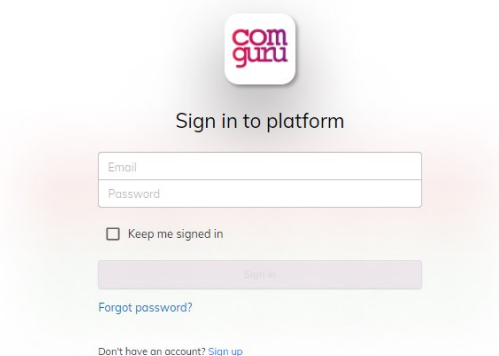 com
guru
Sign in to platform
Email
Password
Keep me signed in
Sign in
Forgot password?
Don't have an account? Sign up